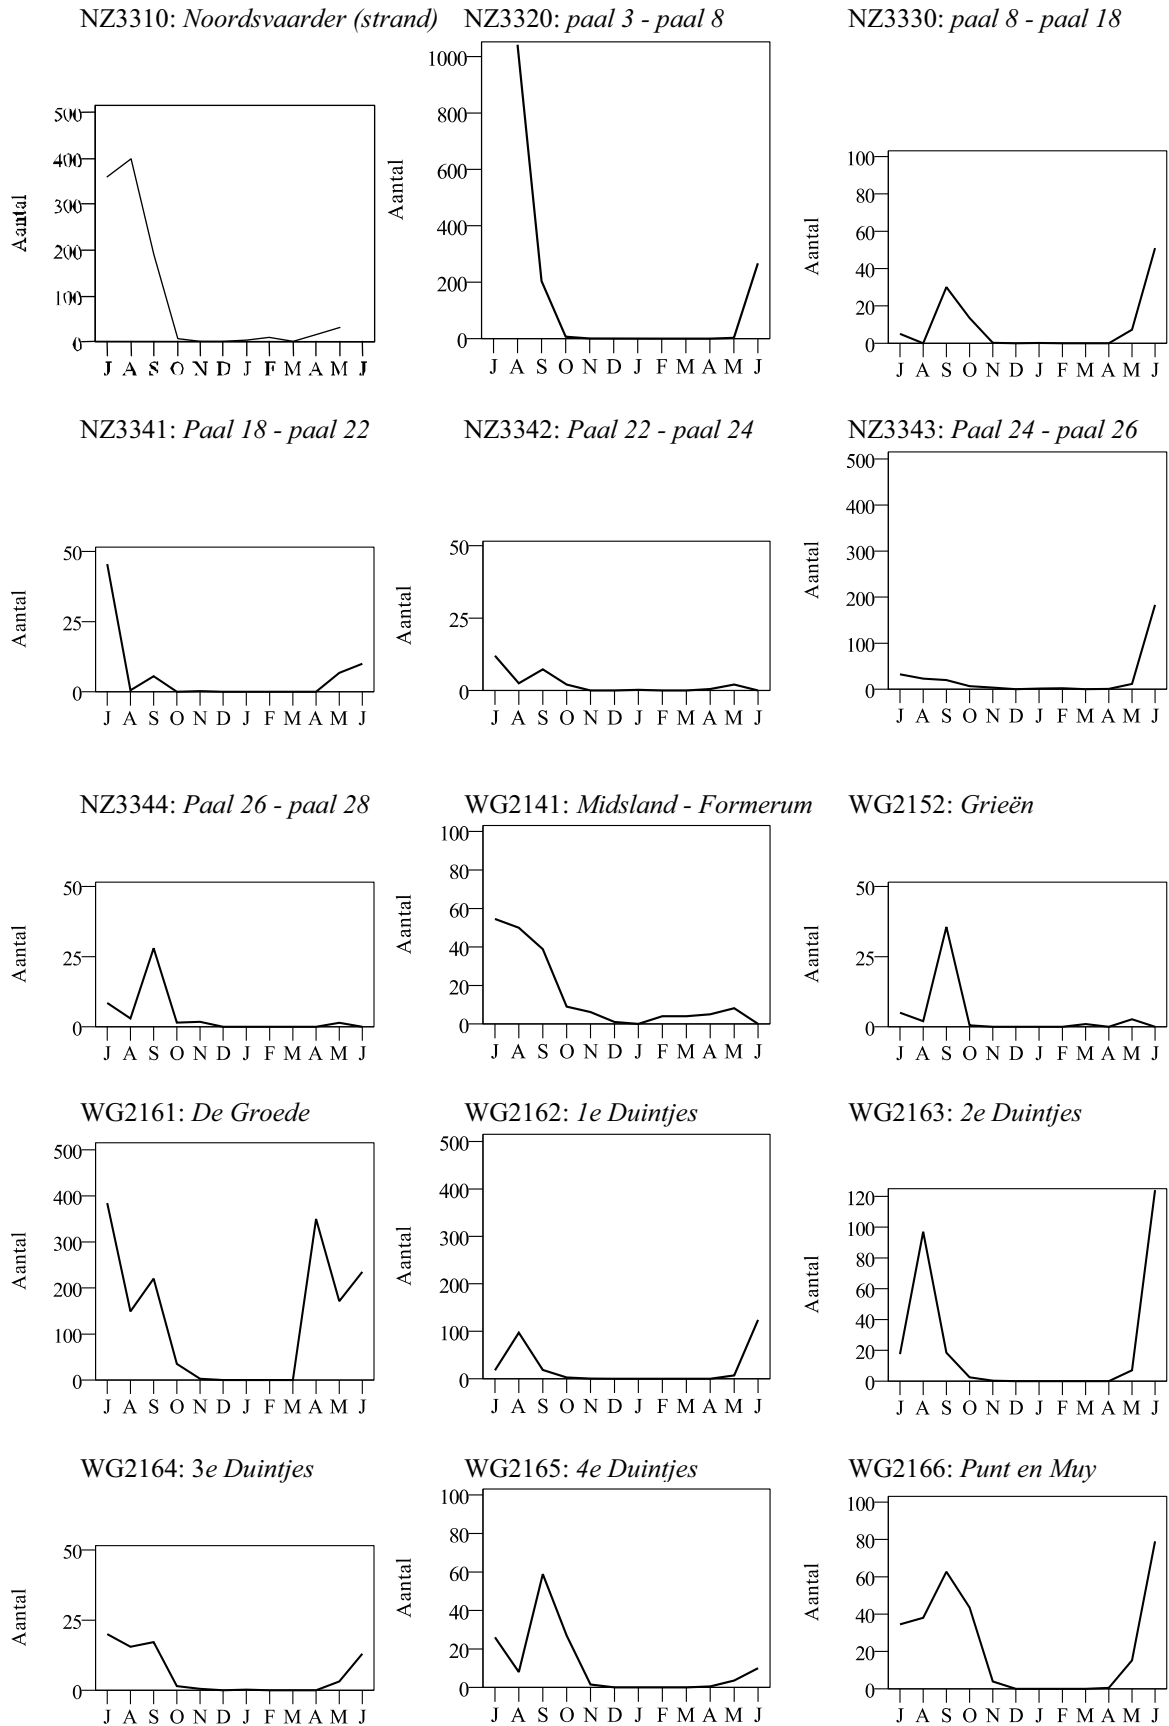 NZ3310: Noordsvaarder (strand) NZ3320: paal 3 - paal 8 NZ3330: paal 8 - paal 18
Aantal
500
400
300
200
100
0
J A S O N D J F M A M J
Aantal
1000
800
600
400
200
0
J A S O N D J F M A M J
Aantal
100
80
60
40
20
0
J A S O N D J F M A M J
NZ3341: Paal 18 - paal 22 NZ3342: Paal 22 - paal 24 NZ3343: Paal 24 - paal 26
Aantal
50
25
0
J A S O N D J F M A M J
Aantal
50
25
0
J A S O N D J F M A M J
Aantal
500
400
300
200
100
0
J A S O N D J F M A M J
NZ3344: Paal 26 - paal 28 WG2141: Midsland - Formerum WG2152: Grieën
Aantal
50
25
0
J A S O N D J F M A M J
Aantal
100
80
60
40
20
0
J A S O N D J F M A M J
Aantal
50
25
0
J A S O N D J F M A M J
WG2161: De Groede WG2162: 1e Duintjes WG2163: 2e Duintjes
Aantal
500
400
300
200
100
0
J A S O N D J F M A M J
Aantal
500
400
300
200
100
0
J A S O N D J F M A M J
Aantal
120
100
80
60
40
20
0
J A S O N D J F M A M J
WG2164: 3e Duintjes WG2165: 4e Duintjes WG2166: Punt en Muy
Aantal
50
25
0
J A S O N D J F M A M J
Aantal
100
80
60
40
20
0
J A S O N D J F M A M J
Aantal
100
80
60
40
20
0
J A S O N D J F M A M J